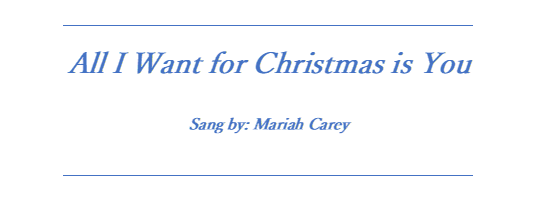 All I Want for Christmas is You
Sang by: Mariah Carey